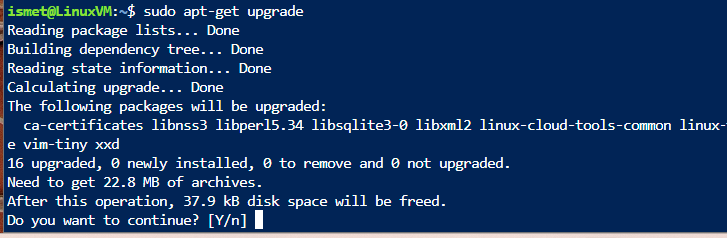 ismet@LinuxVM:~$ sudo apt-get upgrade
Reading package lists... Done
Building dependency tree... Done
Reading state information... Done
Calculating upgrade... Done
The following packages will be upgraded:
  ca-certificates libnss3 libperl5.34 libsqlite3-0 libxml2 linux-cloud-tools-common linux-
e vim-tiny xxd
16 upgraded, 0 newly installed, 0 to remove and 0 not upgraded.
Need to get 22.8 MB of archives.
After this operation, 37.9 kB disk space will be freed.
Do you want to continue? [Y/n]